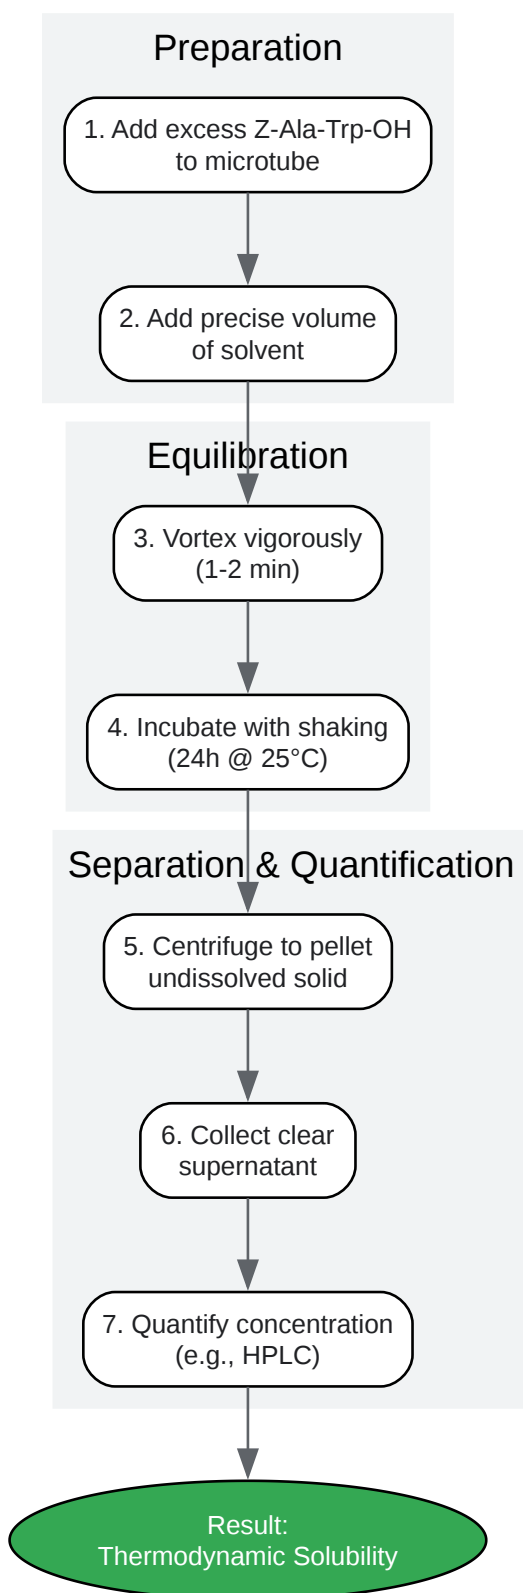 Preparation
1. Add excess Z-Ala-Trp-OH
to microtube
2. Add precise volume
of solvent
Equilibration
3. Vortex vigorously
(1-2 min)
4. Incubate with shaking
(24h @ 25°C)
Separation & Quantification
5. Centrifuge to pellet
undissolved solid
6. Collect clear
supernatant
7. Quantify concentration
(e.g., HPLC)
Result:
Thermodynamic Solubility